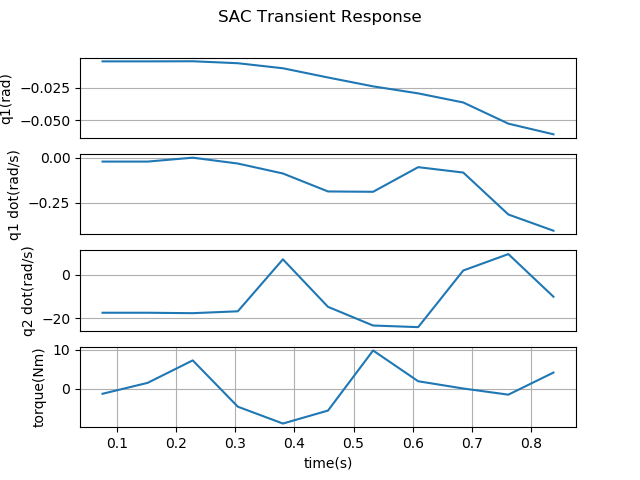 SAC Transient Response
q1(rad)
−0.025
−0.050
q1 dot(rad/s)
0.00
−0.25
q2 dot(rad/s)
0
−20
torque(Nm)
10
0
0.1 0.2 0.3 0.4 0.5 0.6 0.7 0.8
time(s)